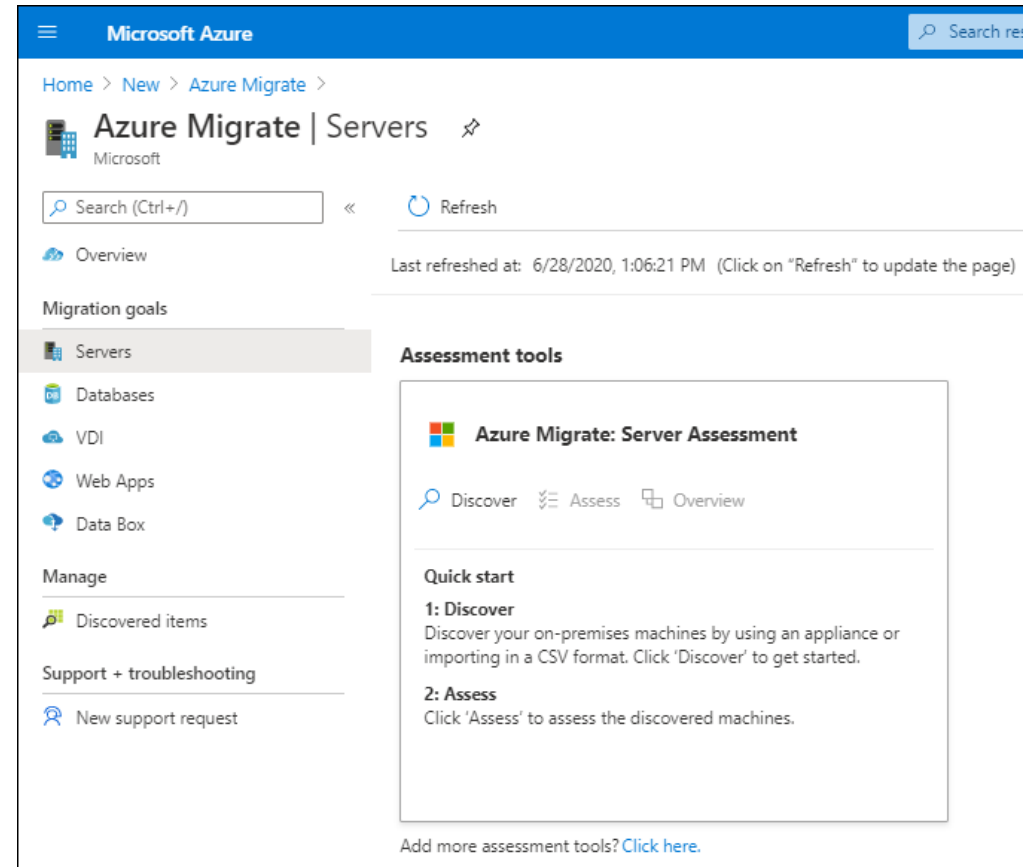 Microsoft Azure
Search res
Home > New > Azure Migrate >
Azure Migrate | Servers
Microsoft
Search (Ctrl+/)
«
Refresh
Overview
Last refreshed at: 6/28/2020, 1:06:21 PM (Click on "Refresh" to update the page)
Migration goals
Servers
Databases
VDI
Web Apps
Data Box
Manage
Discovered items
Support + troubleshooting
New support request
Assessment tools
Azure Migrate: Server Assessment
Discover Assess Overview
Quick start
1: Discover
Discover your on-premises machines by using an appliance or
importing in a CSV format. Click 'Discover' to get started.
2: Assess
Click 'Assess' to assess the discovered machines.
Add more assessment tools? Click here.